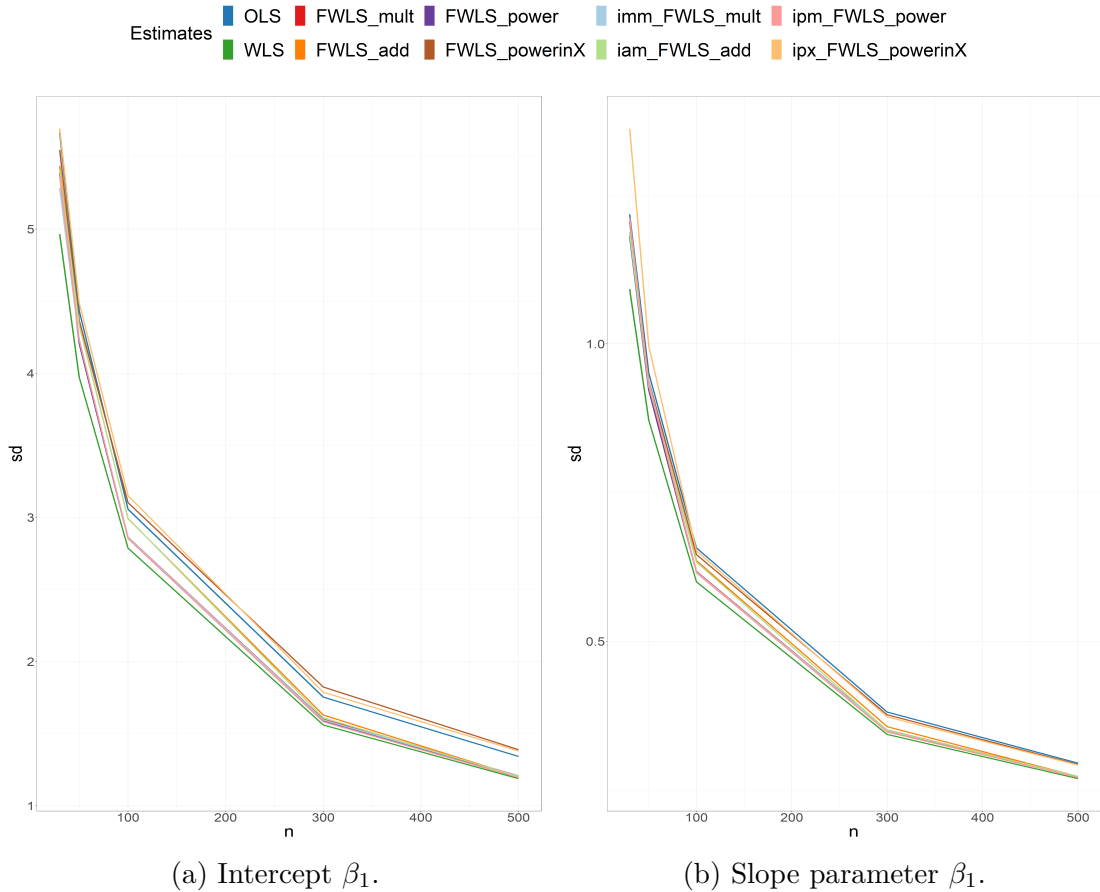 Estimates
OLS FWLS_mult FWLS_power imm_FWLS_mult ipm_FWLS_power
WLS FWLS_add FWLS_powerinX iam_FWLS_add ipx_FWLS_powerinX
sd
5
4
3
2
1
100 200 300 400 500
n
sd
1.0
0.5
100 200 300 400 500
n
(a) Intercept β₁.
(b) Slope parameter β₁.